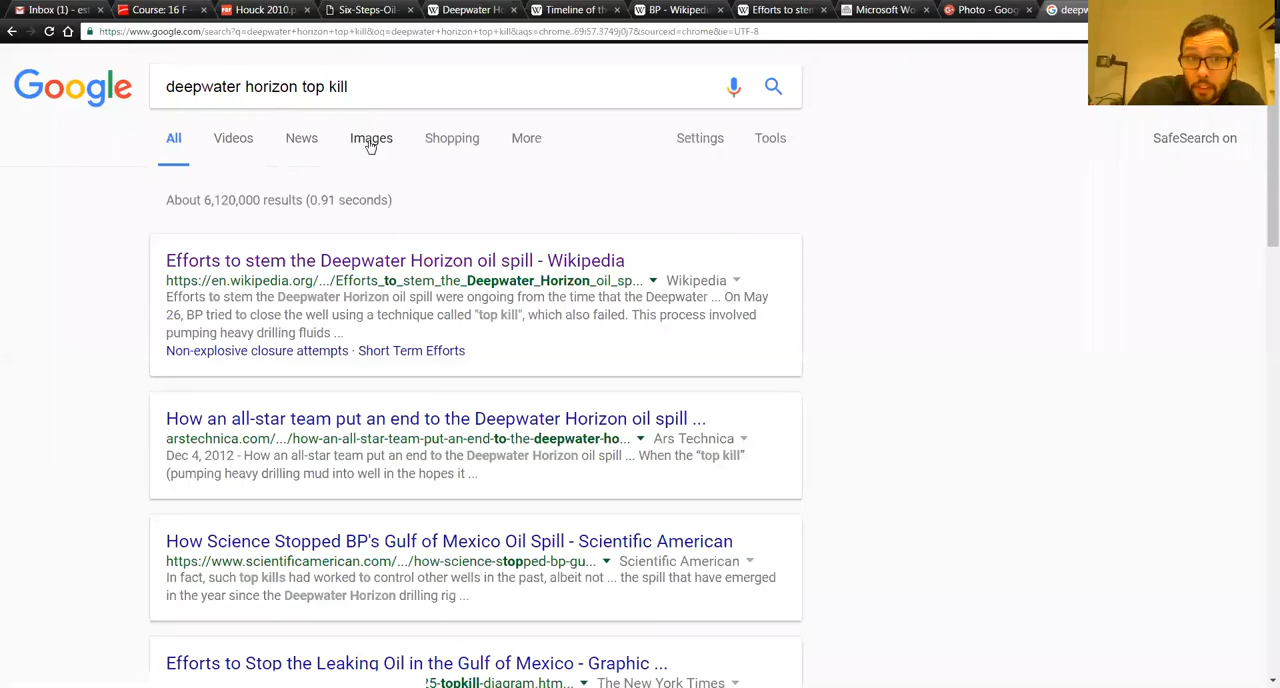 Inbox (1) - es
Course: 16 F
Houck 2010.p
Six-Steps-Oil-
Deepwater H
Timeline of th
BP - Wikipedi
Efforts to ster
Microsoft Wo
Photo - Goog
deepw
https://www.google.com/search?q=deepwater+horizon+top+kill&oq=deepwater+horizon+top+kill&aqs=chrome..69i57.3749j0j7&sourceid=chrome&ie=UTF-8
Google
deepwater horizon top kill
All Videos News Images Shopping More Settings Tools SafeSearch on
About 6,120,000 results (0.91 seconds)
Efforts to stem the Deepwater Horizon oil spill - Wikipedia
https://en.wikipedia.org/.../Efforts_to_stem_the_Deepwater_Horizon_oil_sp... Wikipedia
Efforts to stem the Deepwater Horizon oil spill were ongoing from the time that the Deepwater ... On May
26, BP tried to close the well using a technique called "top kill", which also failed. This process involved
pumping heavy drilling fluids ...
Non-explosive closure attempts · Short Term Efforts
How an all-star team put an end to the Deepwater Horizon oil spill ...
arstechnica.com/.../how-an-all-star-team-put-an-end-to-the-deepwater-ho... Ars Technica
Dec 4, 2012 - How an all-star team put an end to the Deepwater Horizon oil spill ... When the “top kill”
(pumping heavy drilling mud into well in the hopes it ...
How Science Stopped BP's Gulf of Mexico Oil Spill - Scientific American
https://www.scientificamerican.com/.../how-science-stopped-bp-gu... Scientific American
In fact, such top kills had worked to control other wells in the past, albeit not ... the spill that have emerged
in the year since the Deepwater Horizon drilling rig ...
Efforts to Stop the Leaking Oil in the Gulf of Mexico - Graphic ...
25-topkill-diagram.htm... The New York Times